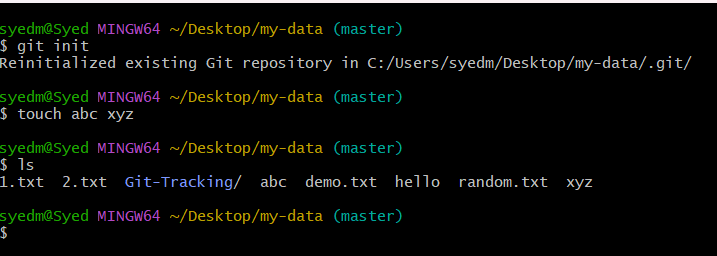 syedm@Syed MINGW64 ~/Desktop/my-data (master)
$ git init
Reinitialized existing Git repository in C:/Users/syedm/Desktop/my-data/.git/
syedm@Syed MINGW64 ~/Desktop/my-data (master)
$ touch abc xyz
syedm@Syed MINGW64 ~/Desktop/my-data (master)
$ ls
1.txt  2.txt  Git-Tracking/  abc  demo.txt  hello  random.txt  xyz
syedm@Syed MINGW64 ~/Desktop/my-data (master)
$